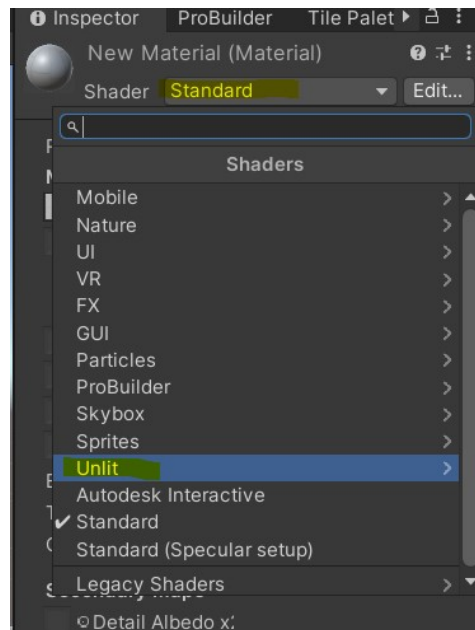 Inspector ProBuilder Tile Palet
New Material (Material)
Shader Standard Edit...
Shaders
Mobile
Nature
UI
VR
FX
GUI
Particles
ProBuilder
Skybox
Sprites
Unlit
Autodesk Interactive
✓ Standard
Standard (Specular setup)
Legacy Shaders
Detail Albedo x